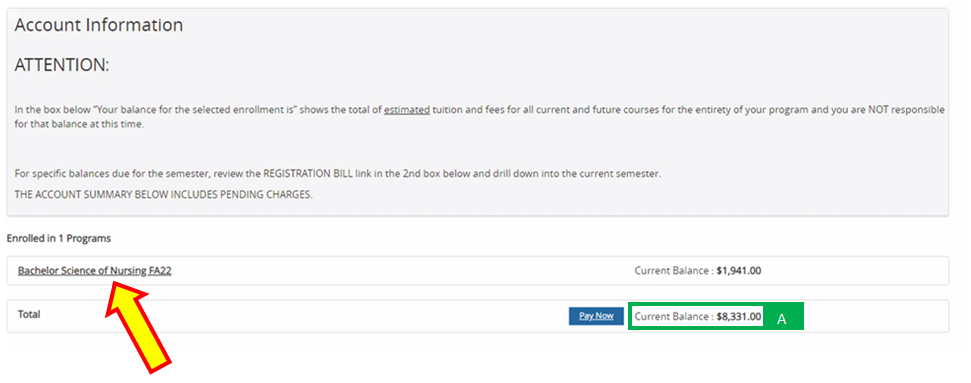 Account Information
ATTENTION:
In the box below "Your balance for the selected enrollment is" shows the total of estimated tuition and fees for all current and future courses for the entirety of your program and you are NOT responsible
for that balance at this time.
For specific balances due for the semester, review the REGISTRATION BILL link in the 2nd box below and drill down into the current semester.
THE ACCOUNT SUMMARY BELOW INCLUDES PENDING CHARGES.
Enrolled in 1 Programs
Bachelor Science of Nursing FA22 Current Balance : $1,941.00
Total Pay Now Current Balance : $8,331.00 A